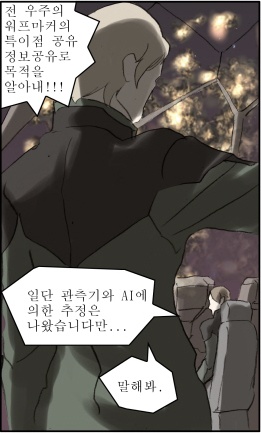 전 우주의
워프마커의
특이점 공유
정보공유로
목적을
알아내!!!
일단 관측기와 AI에
의한 추정은
나왔습니다만...
말해봐.